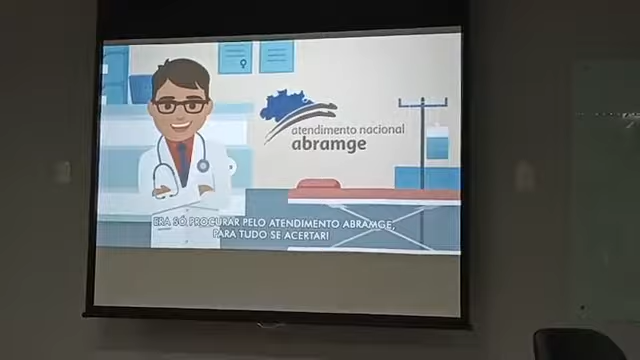 atendimento nacional
abramge
ERA SÓ PROCURAR PELO ATENDIMENTO ABRAMGE,
PARA TUDO SE ACERTAR!